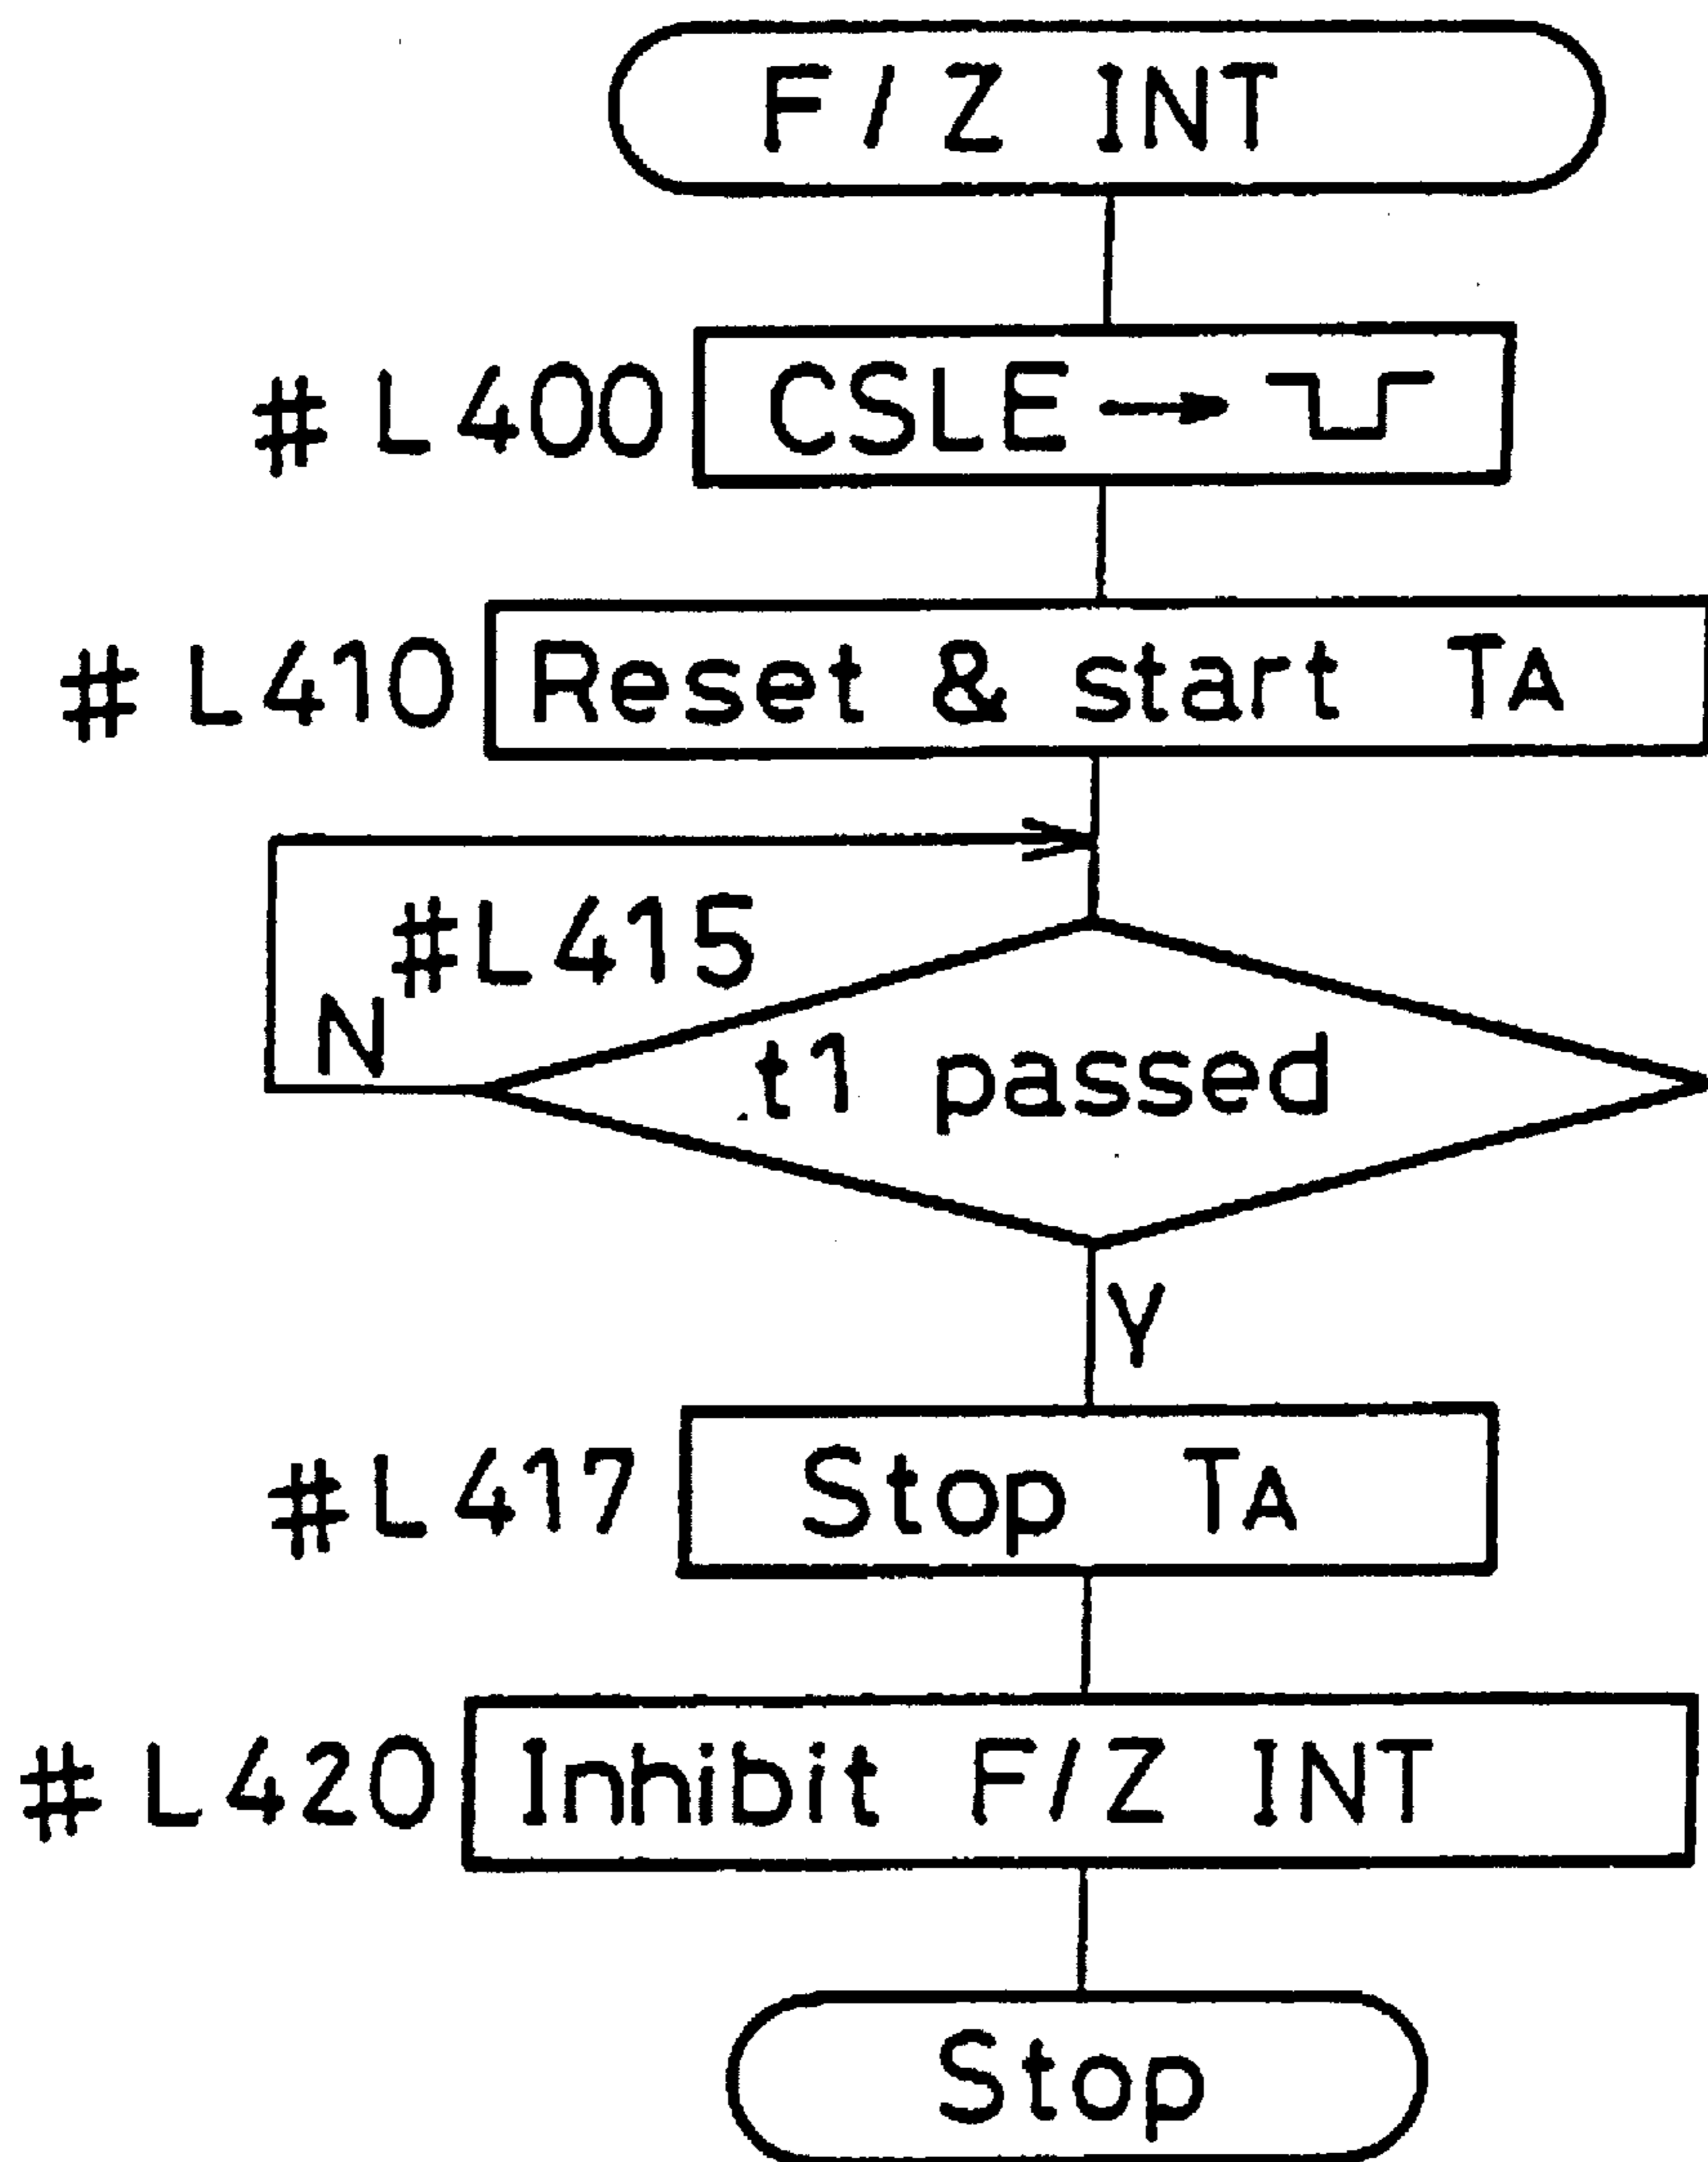 F/Z INT
#L400 CSLE
#L410 Reset & start TA
#L415
N
t1 passed
Y
#L417 Stop TA
#L420 Inhibit F/Z INT
Stop